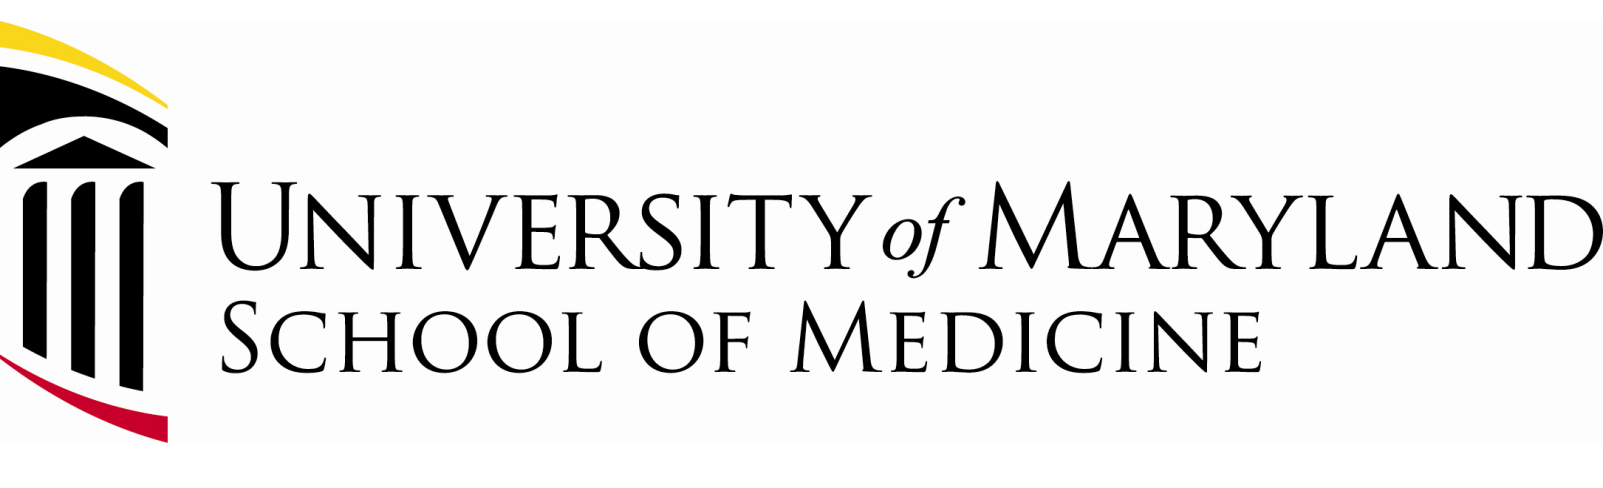 UNIVERSITY of MARYLAND
SCHOOL OF MEDICINE